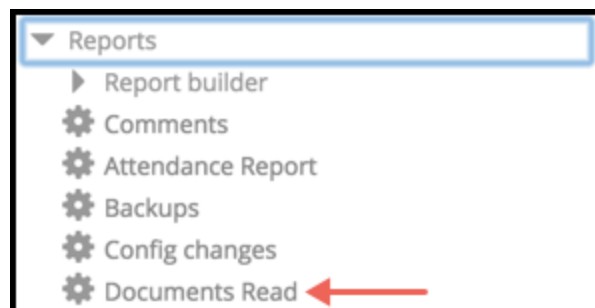 Reports
Report builder
Comments
Attendance Report
Backups
Config changes
Documents Read